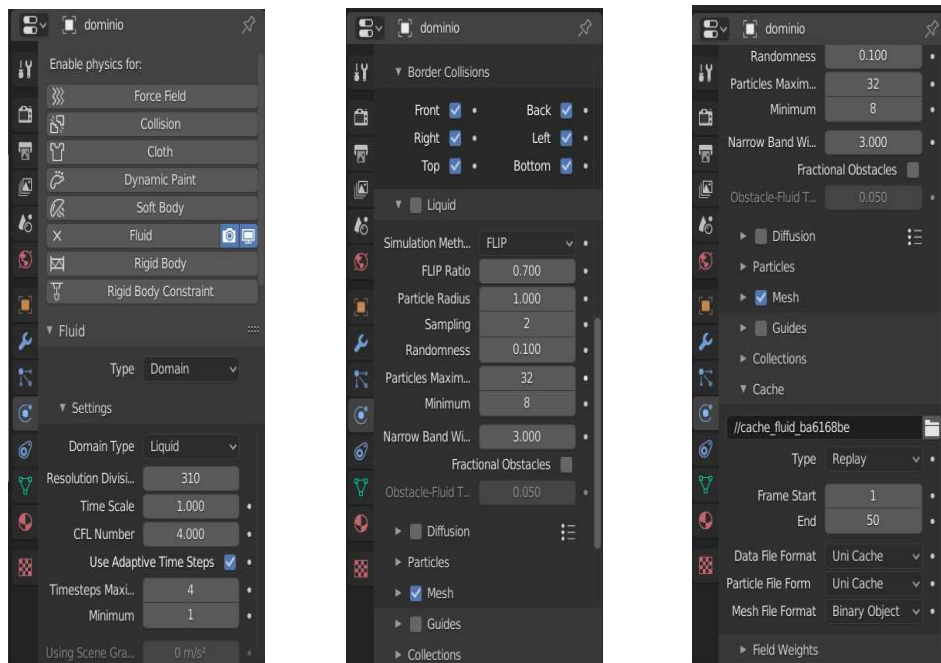 dominio
Enable physics for:
Force Field
Collision
Cloth
Dynamic Paint
Soft Body
Fluid
Rigid Body
Rigid Body Constraint
Fluid
Type Domain
Settings
Domain Type Liquid
Resolution Divisi... 310
Time Scale 1.000
CFL Number 4.000
Use Adaptive Time Steps
Timesteps Maxi... 4
Minimum 1
Using Scene Gra... 0 m/s²
dominio
Border Collisions
Front Back
Right Left
Top Bottom
Liquid
Simulation Meth... FLIP
FLIP Ratio 0.700
Particle Radius 1.000
Sampling 2
Randomness 0.100
Particles Maxim... 32
Minimum 8
Narrow Band Wi... 3.000
Fractional Obstacles
Obstacle-Fluid T... 0.050
Diffusion
Particles
Mesh
Guides
Collections
dominio
Randomness 0.100
Particles Maxim... 32
Minimum 8
Narrow Band Wi... 3.000
Fractional Obstacles
Obstacle-Fluid T... 0.050
Diffusion
Particles
Mesh
Guides
Collections
Cache
//cache_fluid_ba6168be
Type Replay
Frame Start 1
End 50
Data File Format Uni Cache
Particle File Form Uni Cache
Mesh File Format Binary Object
Field Weights